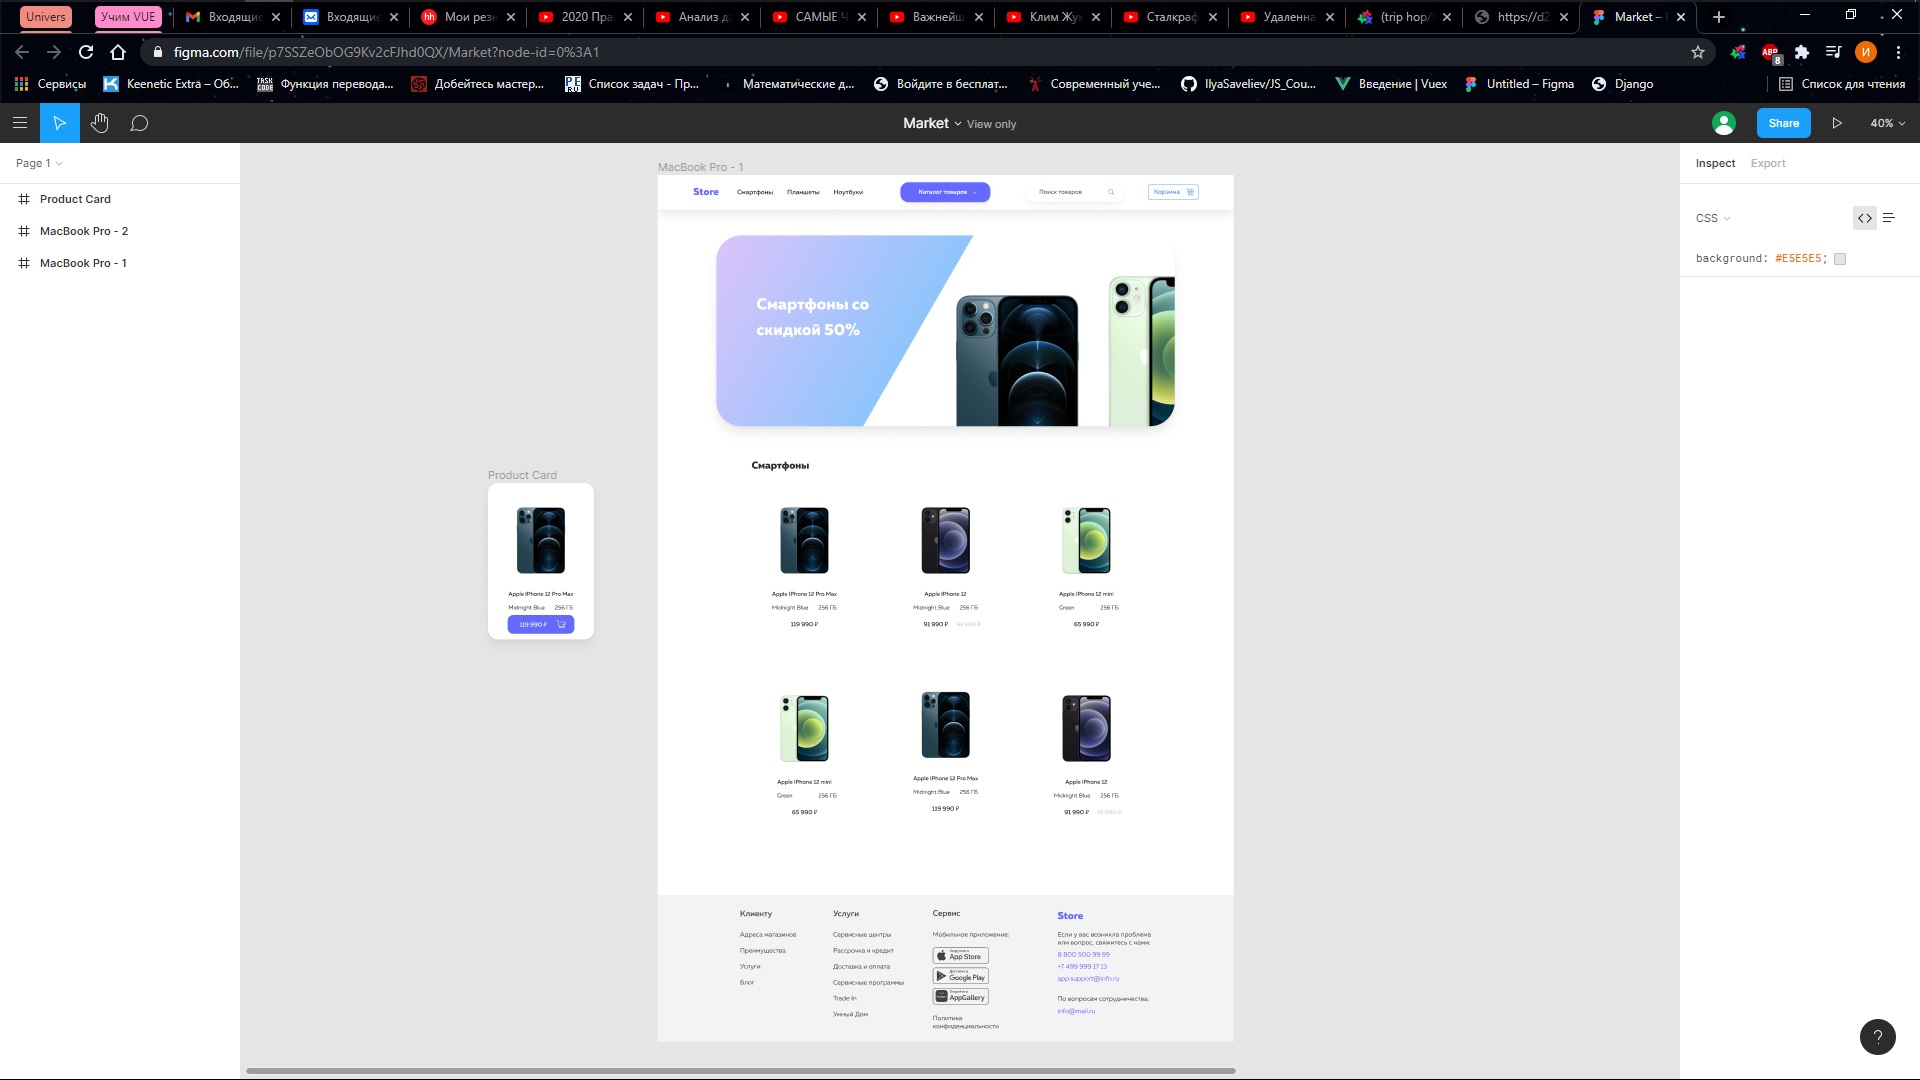 Univers
Учим VUE
Входящие
Входящие
Мои рез
2020 Пра
Анализ д
САМЫЕ Ч
Важнейш
Клим Жук
Сталкраф
Удаленна
(trip hop/
https://d2
Market –
figma.com/file/p7SSZeObOG9Kv2cFJhd0QX/Market?node-id=0%3A1
Сервисы
Keenetic Extra – Об...
Функция перевода...
Добейтесь мастер...
Список задач - Пр...
Математические д...
Войдите в бесплат...
Современный уче...
IlyaSaveliev/JS_Cou...
Введение | Vuex
Untitled – Figma
Django
Список для чтения
Market
View only
Share
40%
Page 1
Product Card
MacBook Pro - 2
MacBook Pro - 1
Inspect
Export
CSS
background: #E5E5E5;
MacBook Pro - 1
Store
Смартфоны
Планшеты
Ноутбуки
Каталог товаров
Поиск товаров
Корзина
Смартфоны со
скидкой 50%
Смартфоны
Product Card
Apple IPhone 12 Pro Max
Midnight Blue 256 ГБ
119 990 ₽
Apple IPhone 12 Pro Max
Midnight Blue 256 ГБ
119 990 ₽
Apple IPhone 12
Midnight Blue 256 ГБ
91 990 ₽ 91 990 ₽
Apple IPhone 12 mini
Green 256 ГБ
65 990 ₽
Apple IPhone 12 mini
Green 256 ГБ
65 990 ₽
Apple IPhone 12 Pro Max
Midnight Blue 256 ГБ
119 990 ₽
Apple IPhone 12
Midnight Blue 256 ГБ
91 990 ₽ 91 990 ₽
Клиенту
Адреса магазинов
Преимущества
Услуги
Блог
Услуги
Сервисные центры
Рассрочка и кредит
Доставка и оплата
Сервисные программы
Trade In
Умный Дом
Сервис
Мобильное приложение:
App Store
Google Play
AppGallery
Политика
конфиденциальности
Store
Если у вас возникла проблема
или вопрос, свяжитесь с нами:
8 800 500 99 99
+7 499 999 17 13
app.support@info.ru
По вопросам сотрудничества:
info@mail.ru